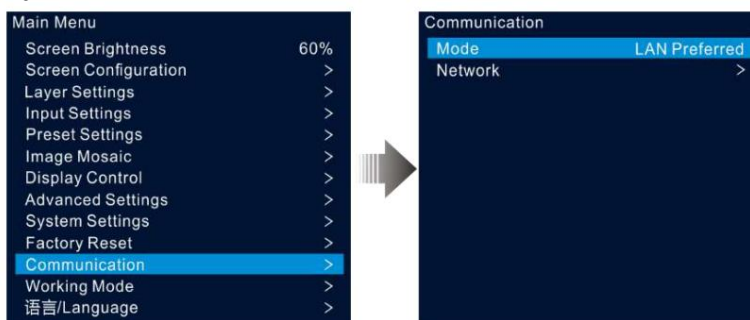 Main Menu
Screen Brightness 60%
Screen Configuration >
Layer Settings >
Input Settings >
Preset Settings >
Image Mosaic >
Display Control >
Advanced Settings >
System Settings >
Factory Reset >
Communication >
Working Mode >
语言/Language >
Communication
Mode LAN Preferred
Network >